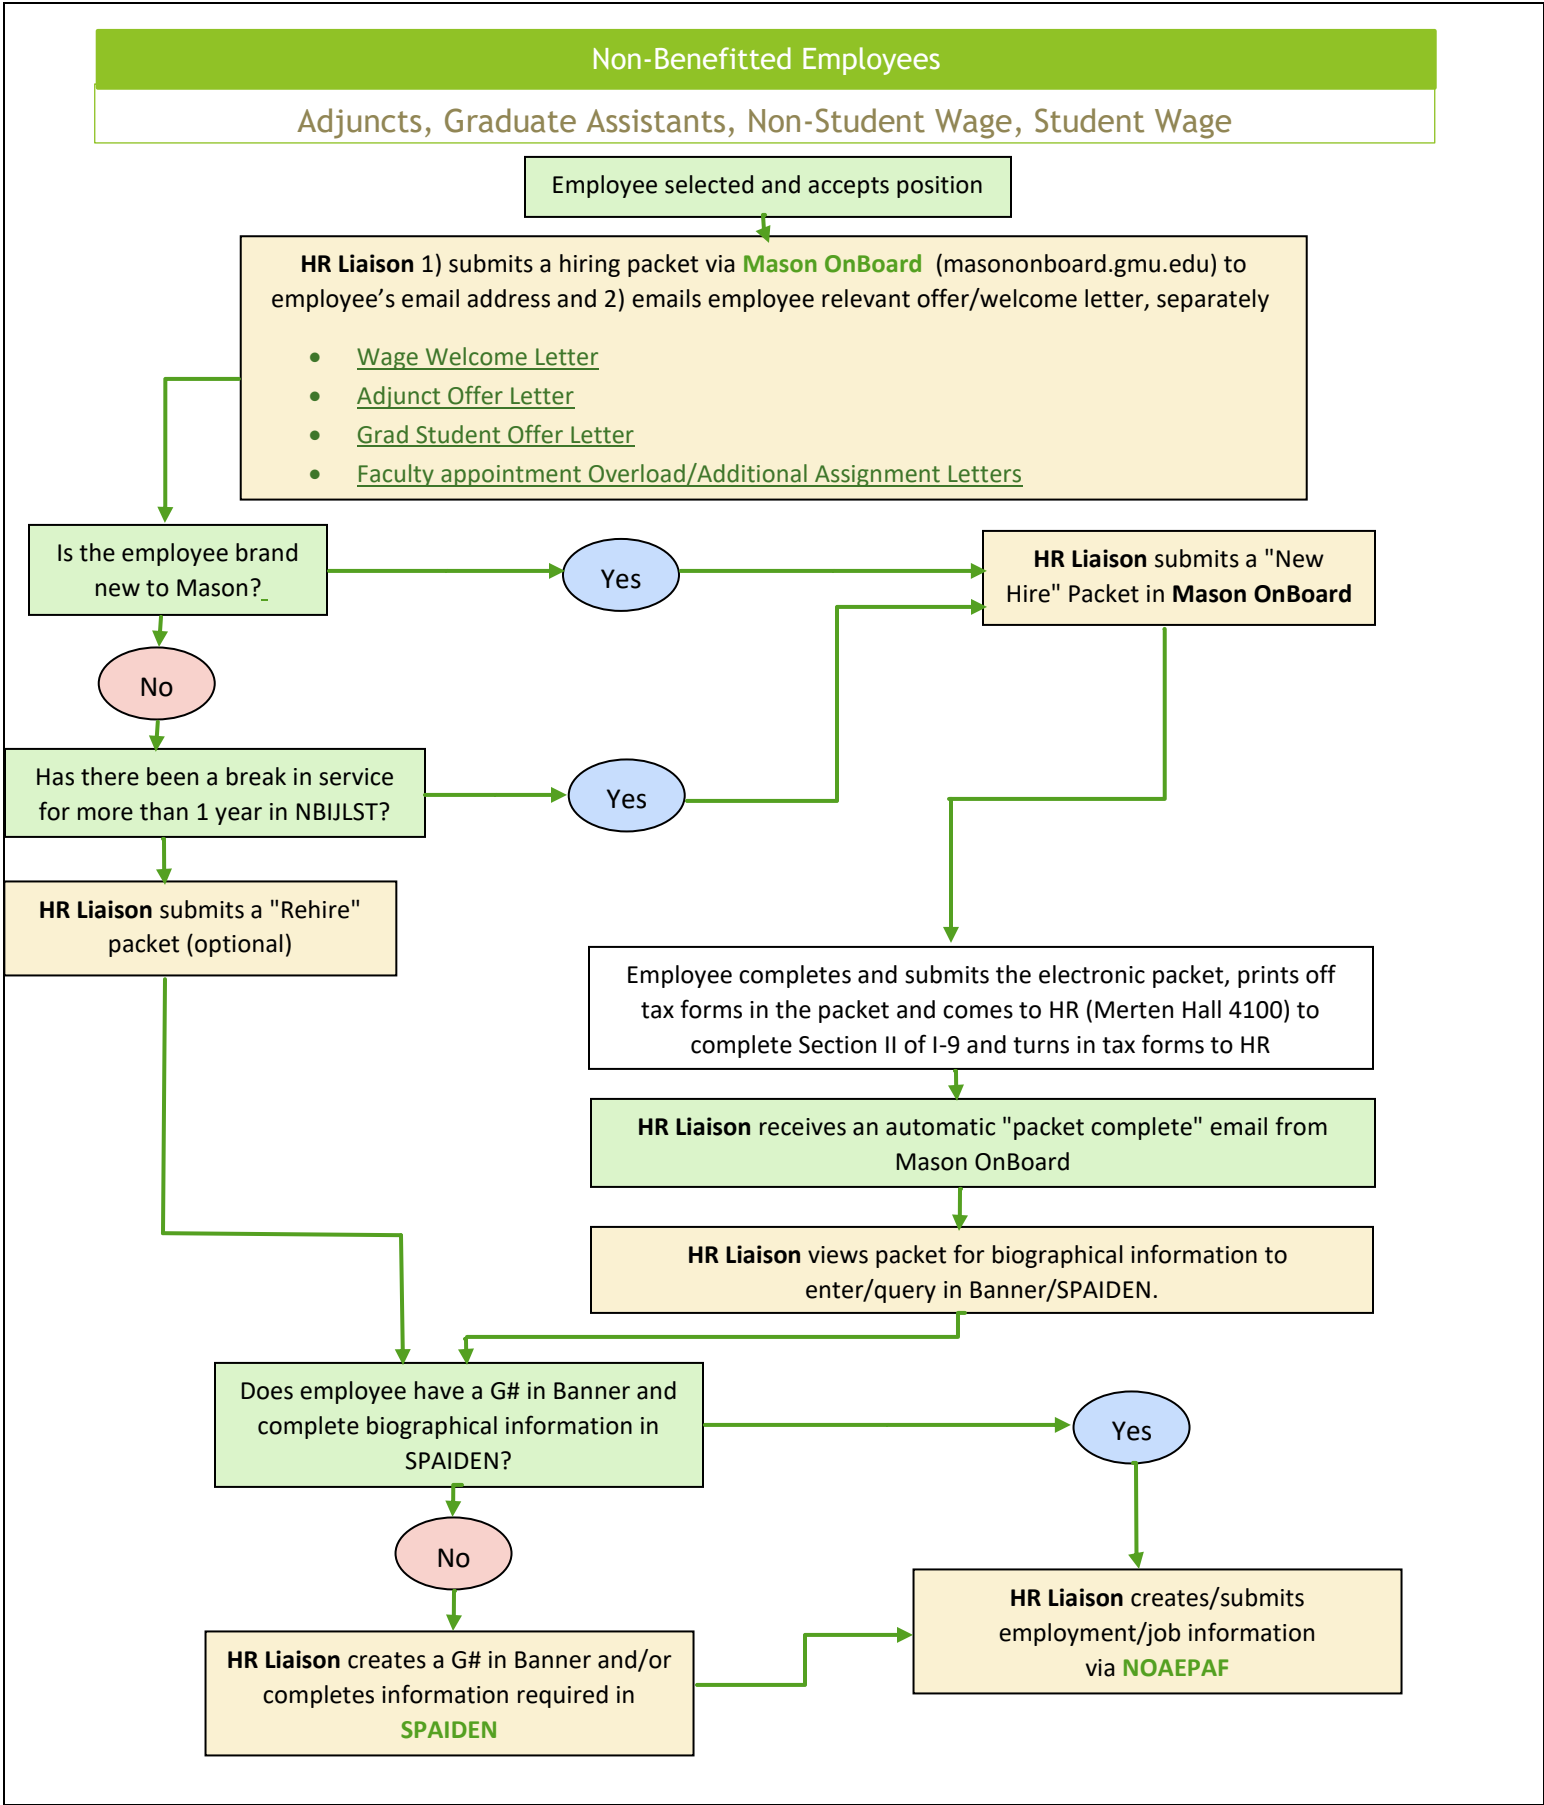 Non-Benefitted Employees
Adjuncts, Graduate Assistants, Non-Student Wage, Student Wage
Employee selected and accepts position
HR Liaison 1) submits a hiring packet via Mason OnBoard (masononboard.gmu.edu) to
employee's email address and 2) emails employee relevant offer/welcome letter, separately
• Wage Welcome Letter
• Adjunct Offer Letter
• Grad Student Offer Letter
• Faculty appointment Overload/Additional Assignment Letters
Is the employee brand
new to Mason?
Yes
HR Liaison submits a "New
Hire" Packet in Mason OnBoard
No
Has there been a break in service
for more than 1 year in NBIJLST?
Yes
HR Liaison submits a "Rehire"
packet (optional)
Employee completes and submits the electronic packet, prints off
tax forms in the packet and comes to HR (Merten Hall 4100) to
complete Section II of I-9 and turns in tax forms to HR
HR Liaison receives an automatic "packet complete" email from
Mason OnBoard
HR Liaison views packet for biographical information to
enter/query in Banner/SPAIDEN.
Does employee have a G# in Banner and
complete biographical information in
SPAIDEN?
Yes
No
HR Liaison creates/submits
employment/job information
via NOAEPAF
HR Liaison creates a G# in Banner and/or
completes information required in
SPAIDEN